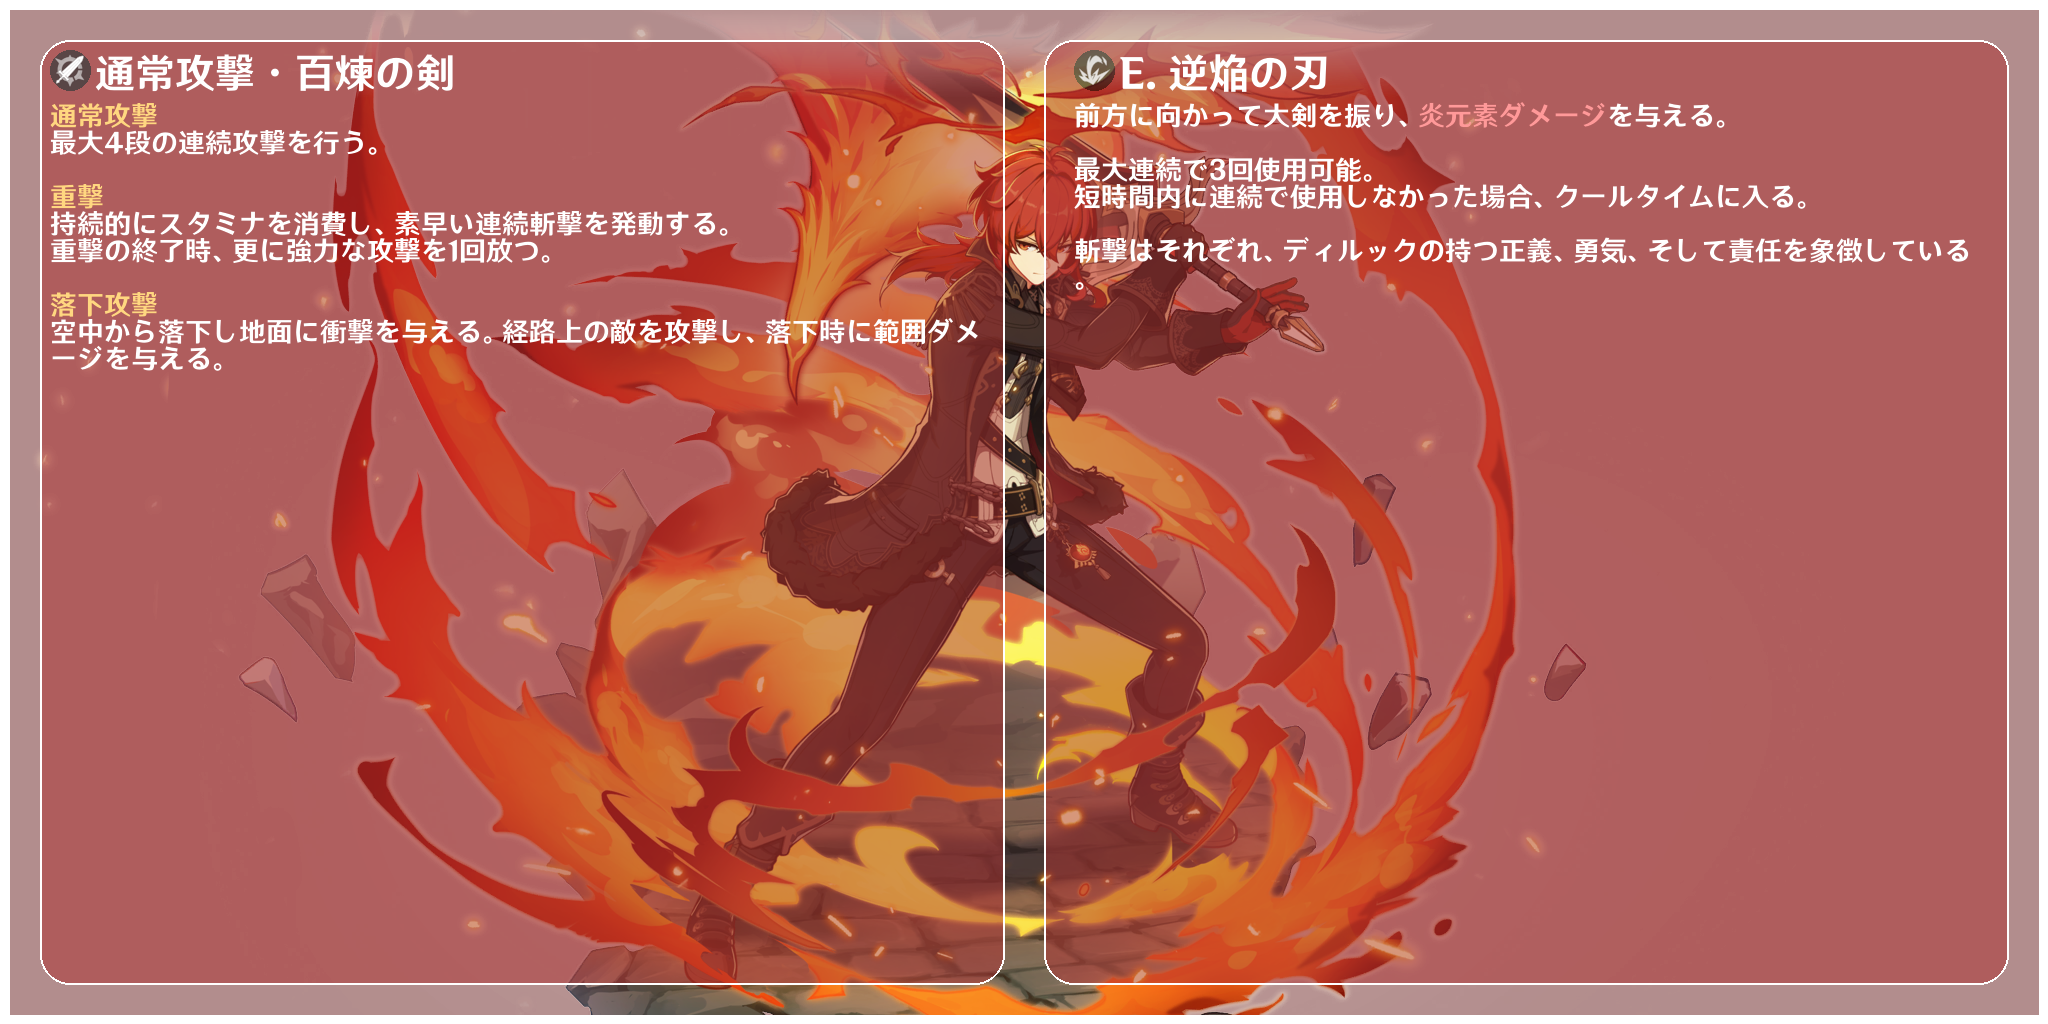 通常攻撃・百煉の剣
通常攻撃
最大4段の連続攻撃を行う。
重撃
持続的にスタミナを消費し、素早い連続斬撃を発動する。
重撃の終了時、更に強力な攻撃を1回放つ。
落下攻撃
空中から落下し地面に衝撃を与える。経路上の敵を攻撃し、落下時に範囲ダメ
ージを与える。
E. 逆焔の刃
前方に向かって大剣を振り、炎元素ダメージを与える。
最大連続で3回使用可能。
短時間内に連続で使用しなかった場合、クールタイムに入る。
斬撃はそれぞれ、ディルックの持つ正義、勇気、そして責任を象徴している
。